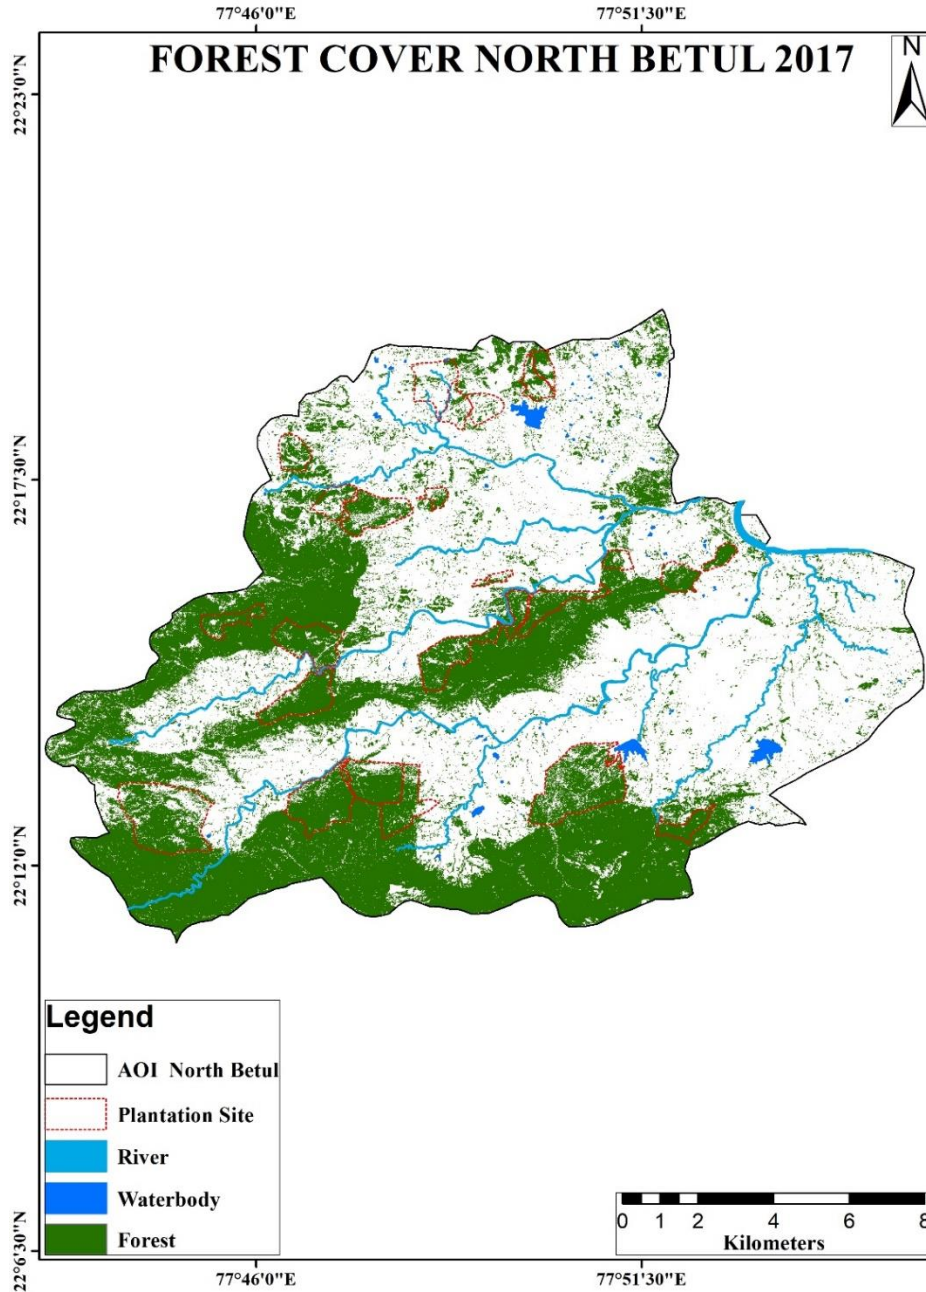 77°46'0"E 77°51'30"E
FOREST COVER NORTH BETUL 2017
N
22°23'0"N
22°17'30"N
22°12'0"N
22°6'30"N
Legend
AOI North Betul
Plantation Site
River
Waterbody
Forest
0 1 2 4 6 8
Kilometers
77°46'0"E 77°51'30"E